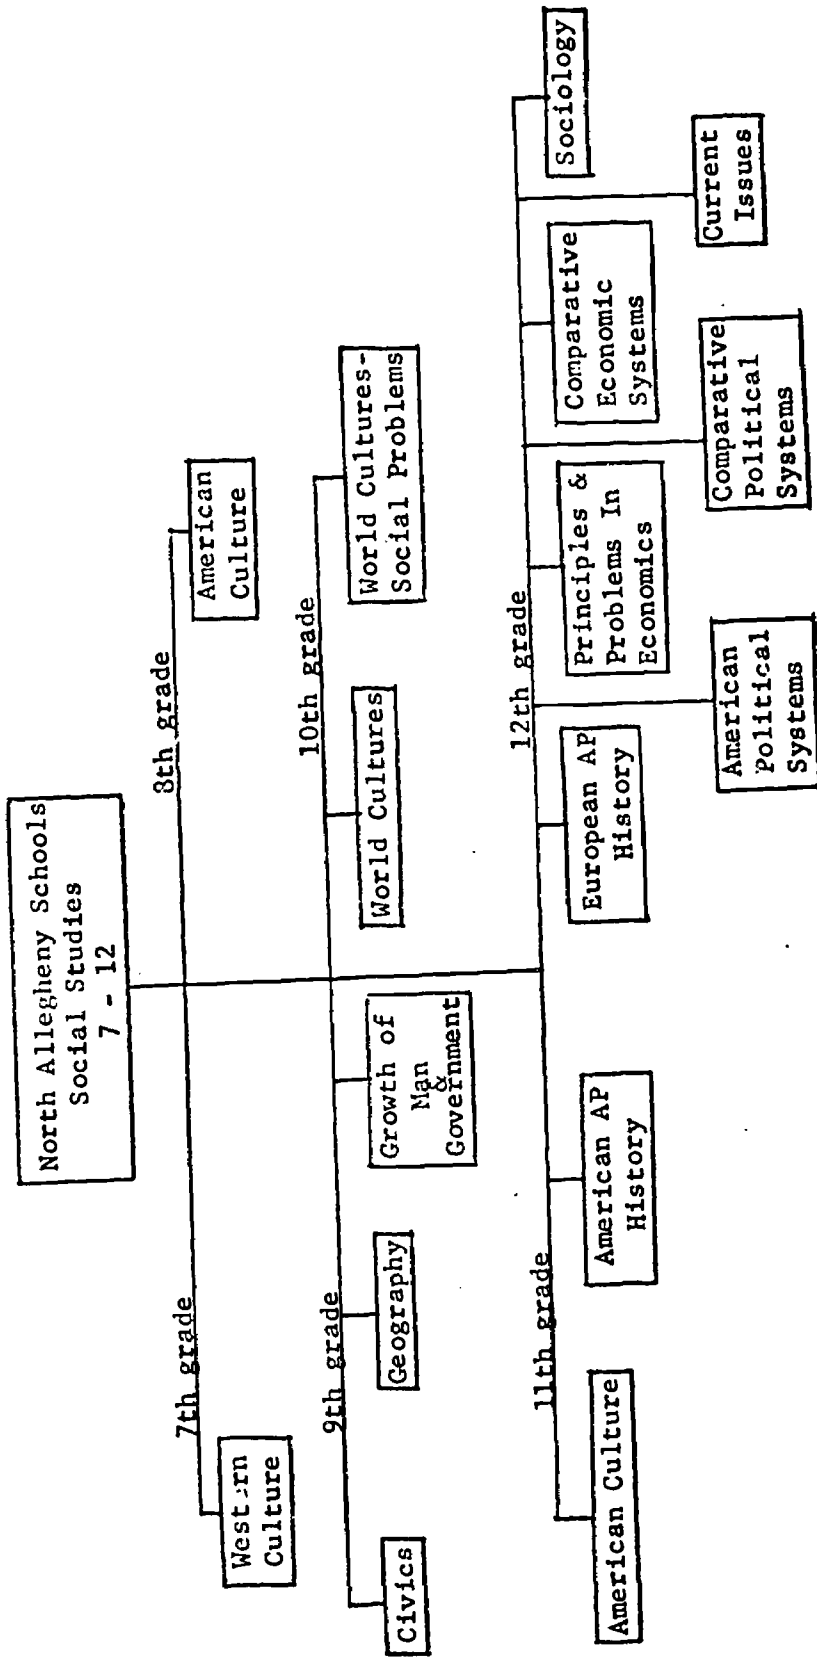 North Allegheny Schools
Social Studies
7 - 12
7th grade
8th grade
Western
Culture
American
Culture
9th grade
10th grade
Civics
Geography
Growth of
Man
&
Government
World Cultures
World Cultures-
Social Problems
11th grade
12th grade
American Culture
American AP
History
European AP
History
Principles &
Problems In
Economics
Comparative
Economic
Systems
Sociology
American
Political
Systems
Comparative
Political
Systems
Current
Issues